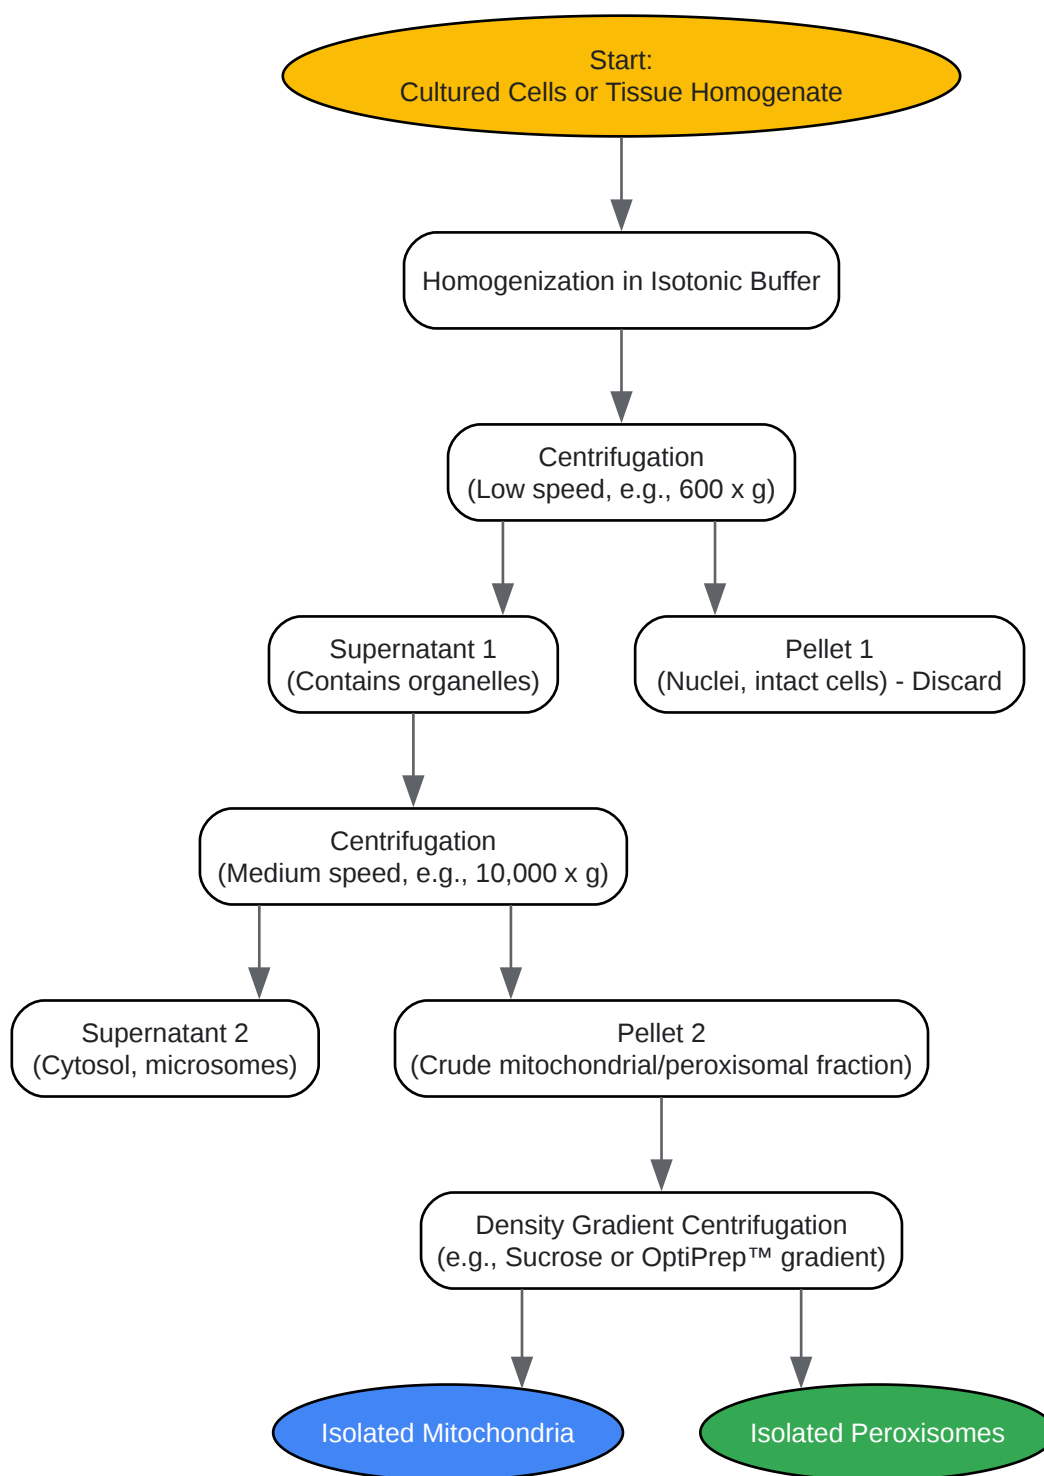 Start:
Cultured Cells or Tissue Homogenate
Homogenization in Isotonic Buffer
Centrifugation
(Low speed, e.g., 600 x g)
Supernatant 1
(Contains organelles)
Pellet 1
(Nuclei, intact cells) - Discard
Centrifugation
(Medium speed, e.g., 10,000 x g)
Supernatant 2
(Cytosol, microsomes)
Pellet 2
(Crude mitochondrial/peroxisomal fraction)
Density Gradient Centrifugation
(e.g., Sucrose or OptiPrep™ gradient)
Isolated Mitochondria
Isolated Peroxisomes